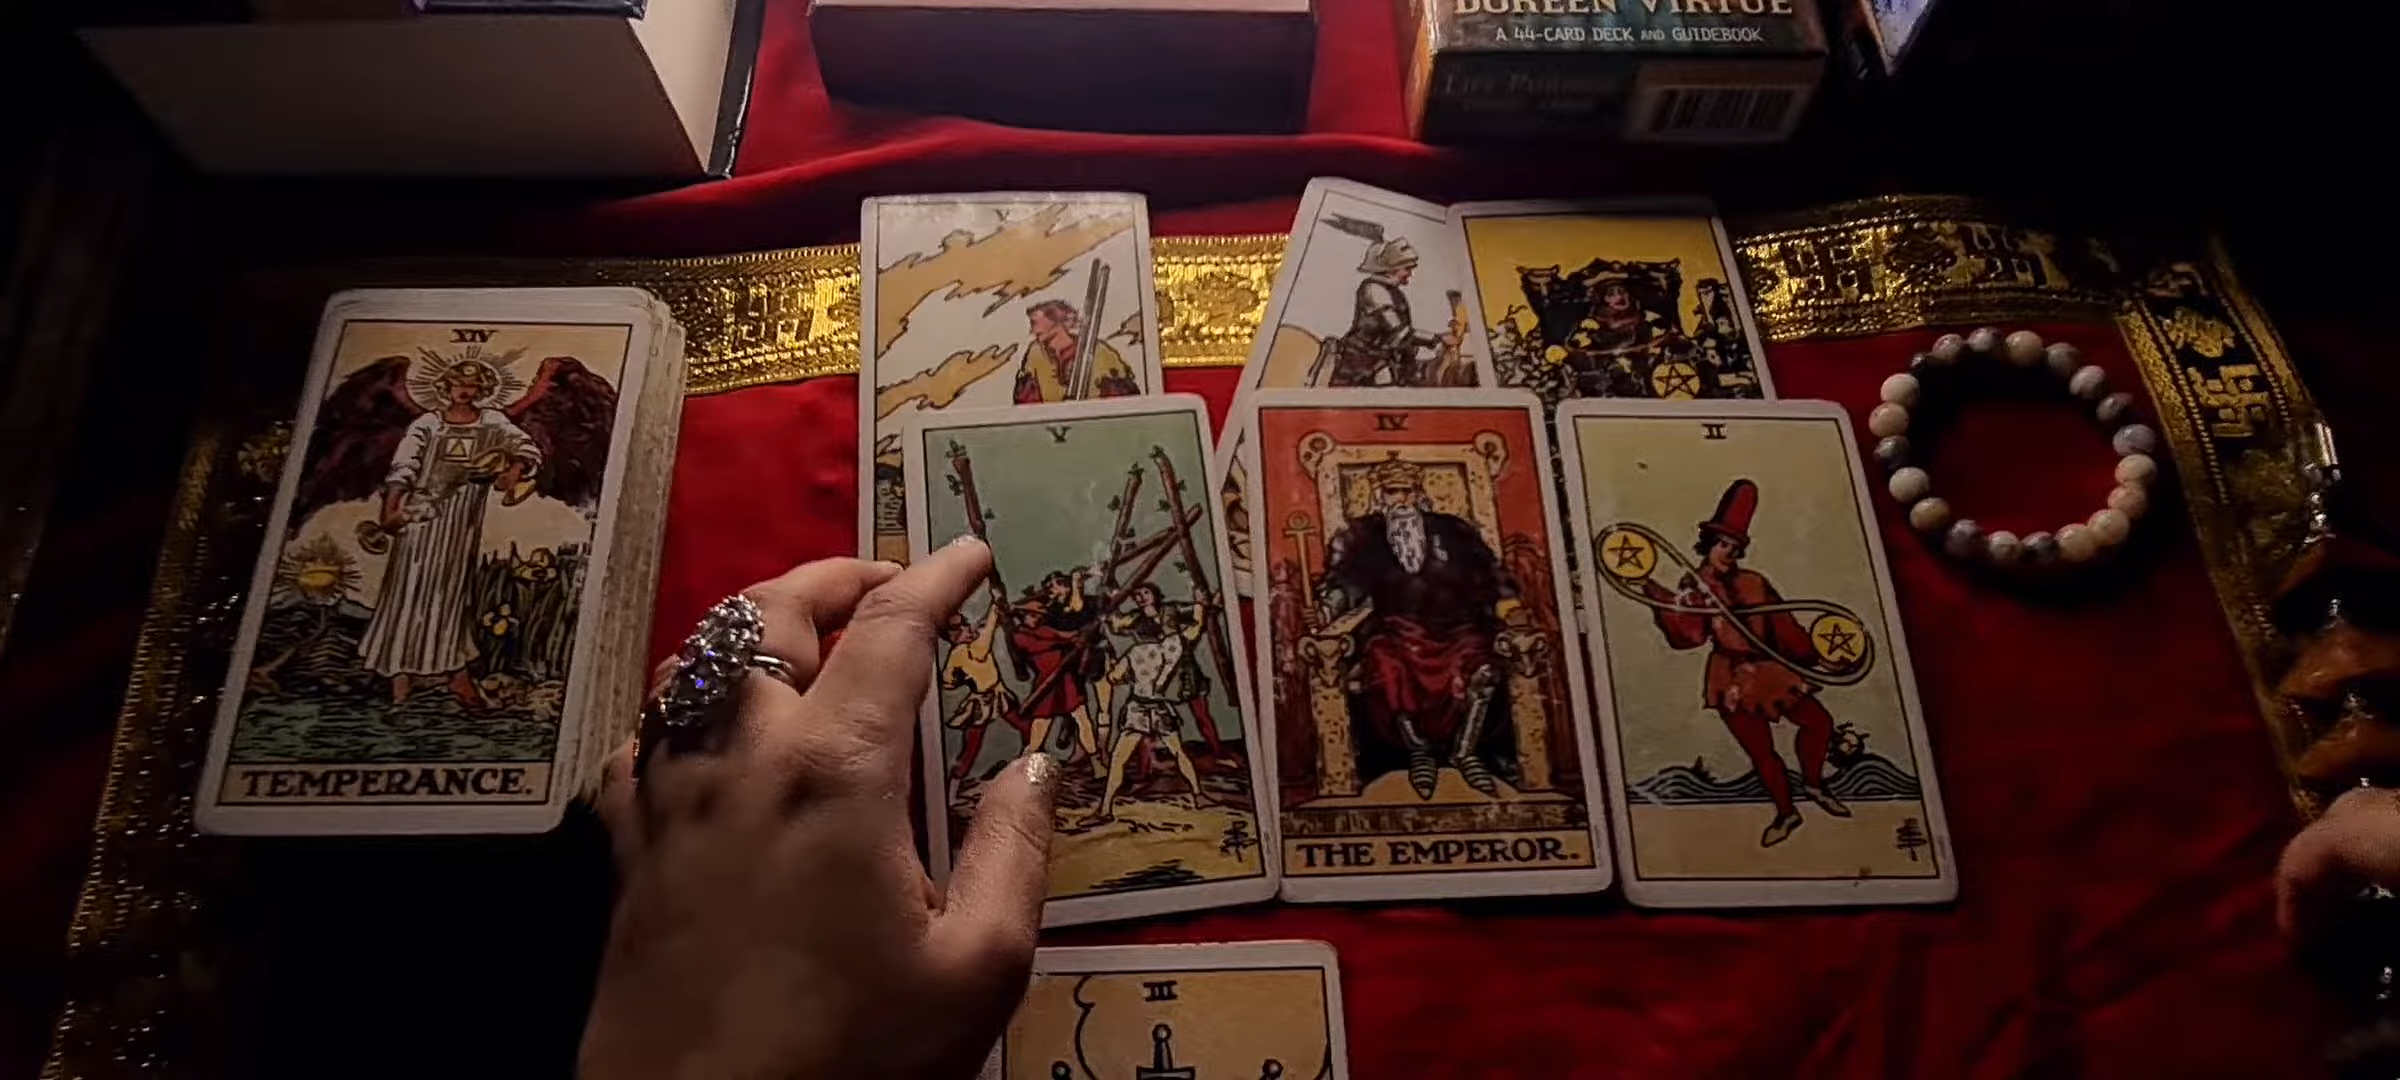 DOREEN VIRTUE
A 44-CARD DECK AND GUIDEBOOK
V
XIV
TEMPERANCE.
V
IV
THE EMPEROR.
II
III